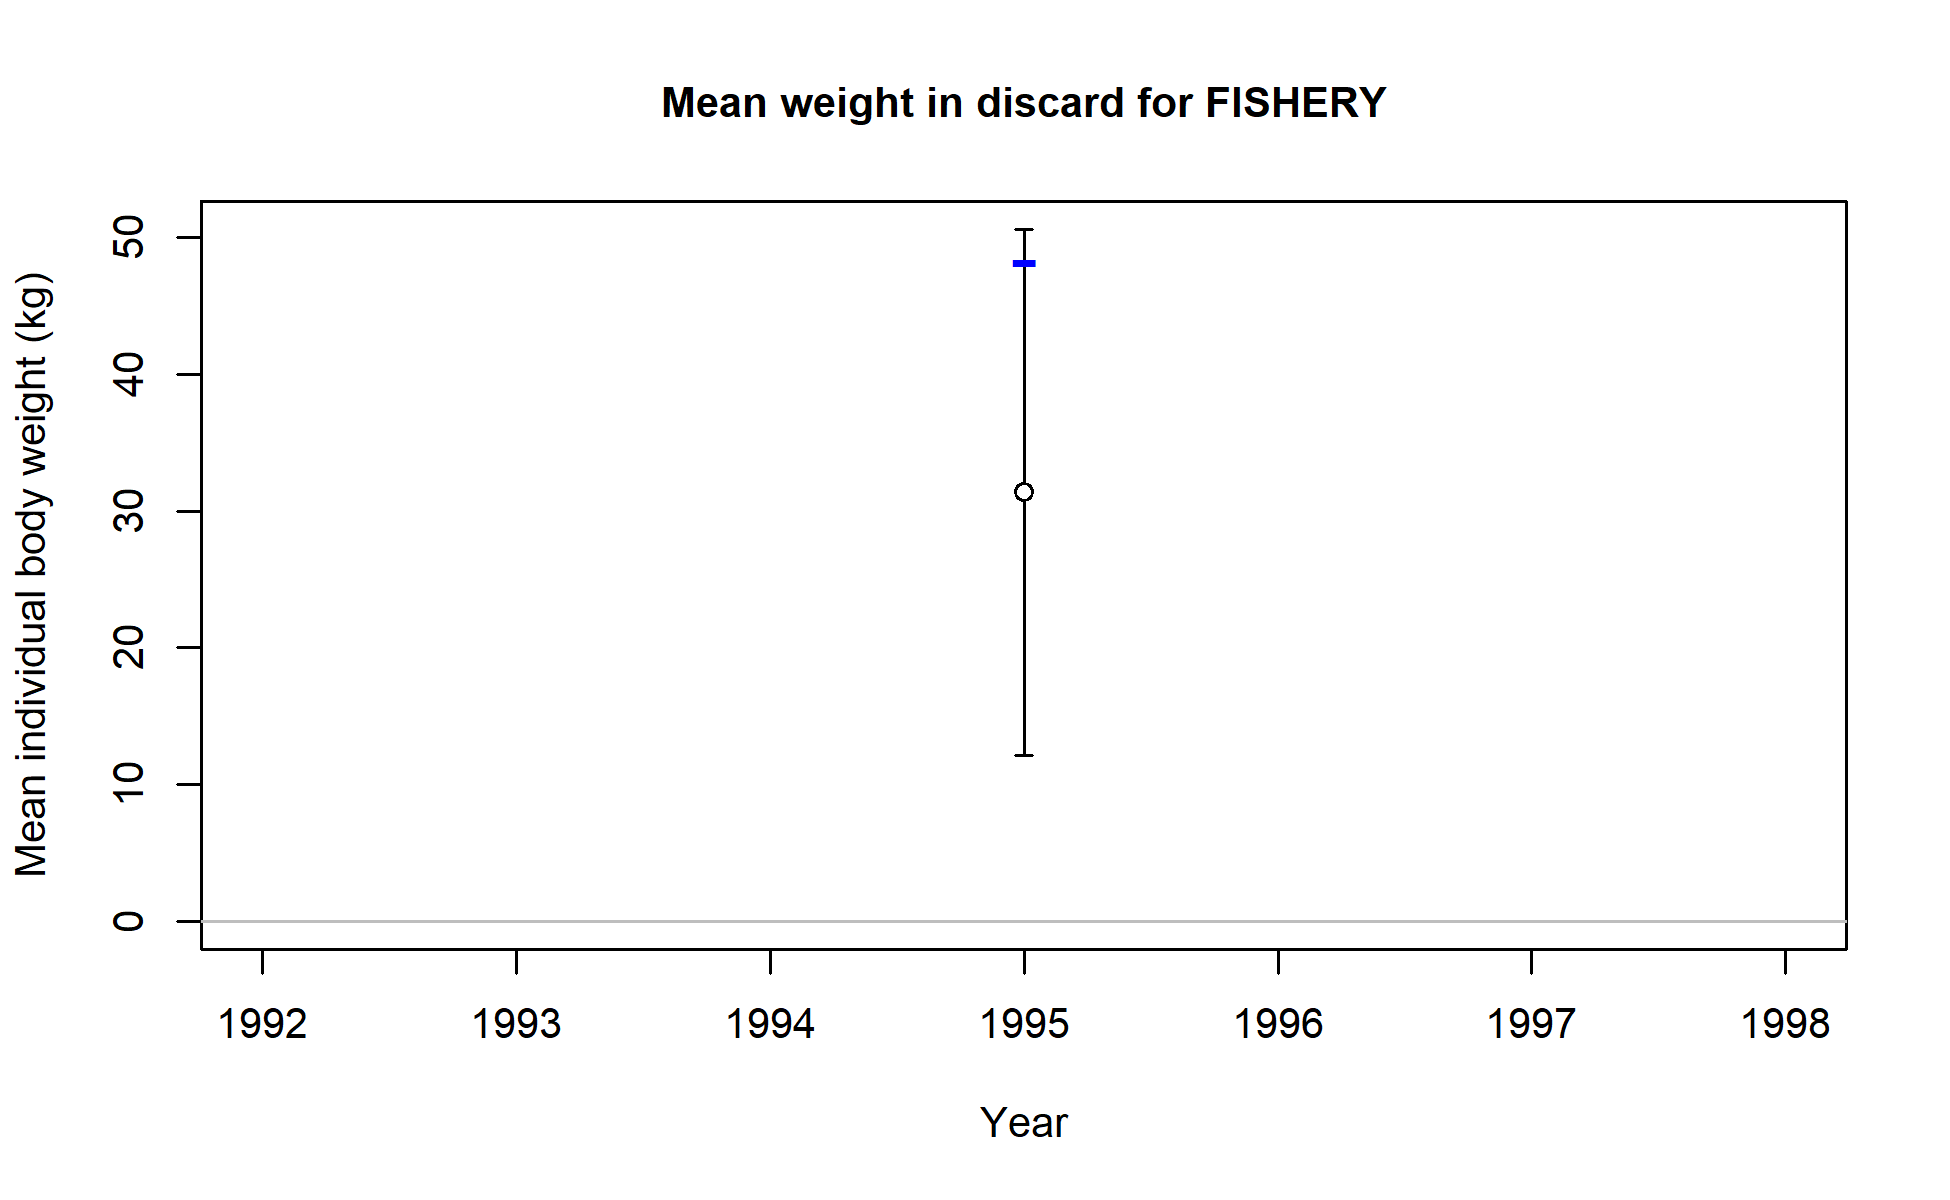 Mean weight in discard for FISHERY
Mean individual body weight (kg)
50
40
30
20
10
0
1992 1993 1994 1995 1996 1997 1998
Year